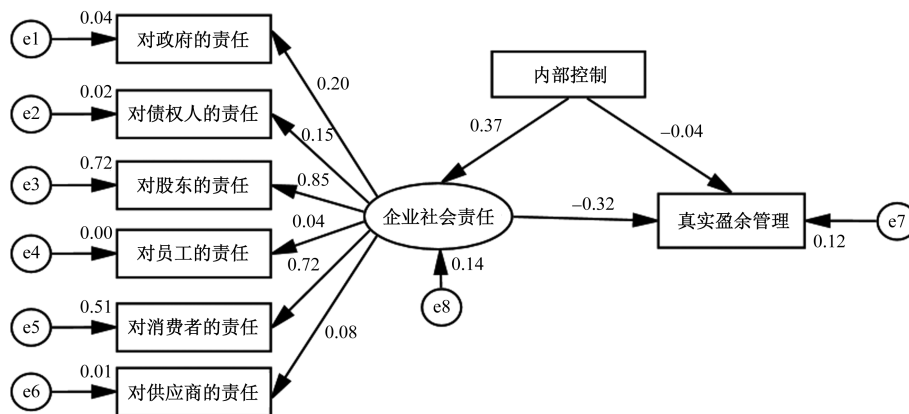 e1
0.04
对政府的责任
e2
0.02
对债权人的责任
e3
0.72
对股东的责任
e4
0.00
对员工的责任
e5
0.51
对消费者的责任
e6
0.01
对供应商的责任
0.20
0.15
0.85
0.04
0.72
0.08
企业社会责任
0.14
e8
内部控制
0.37
–0.04
–0.32
真实盈余管理
0.12
e7